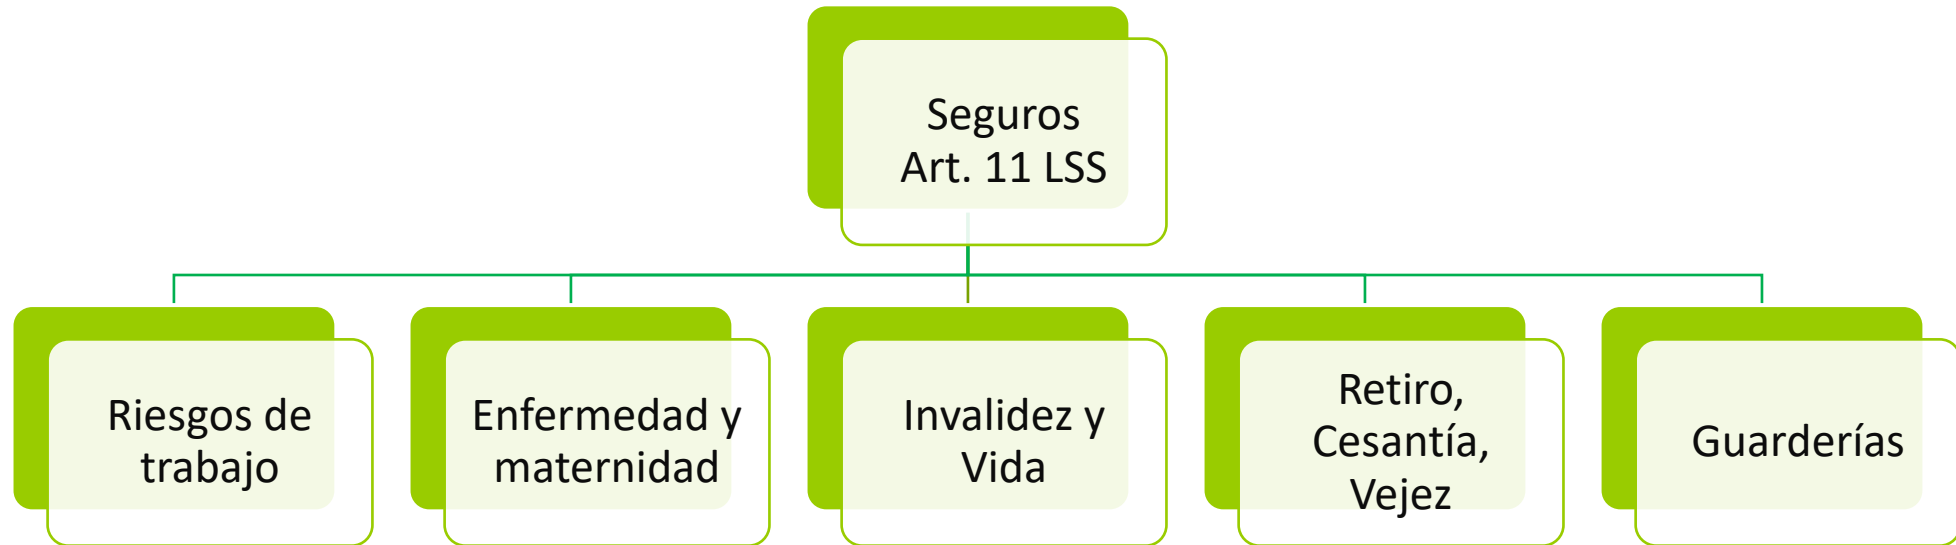 Seguros
Art. 11 LSS
Riesgos de
trabajo
Enfermedad y
maternidad
Invalidez y
Vida
Retiro,
Cesantía,
Vejez
Guarderías